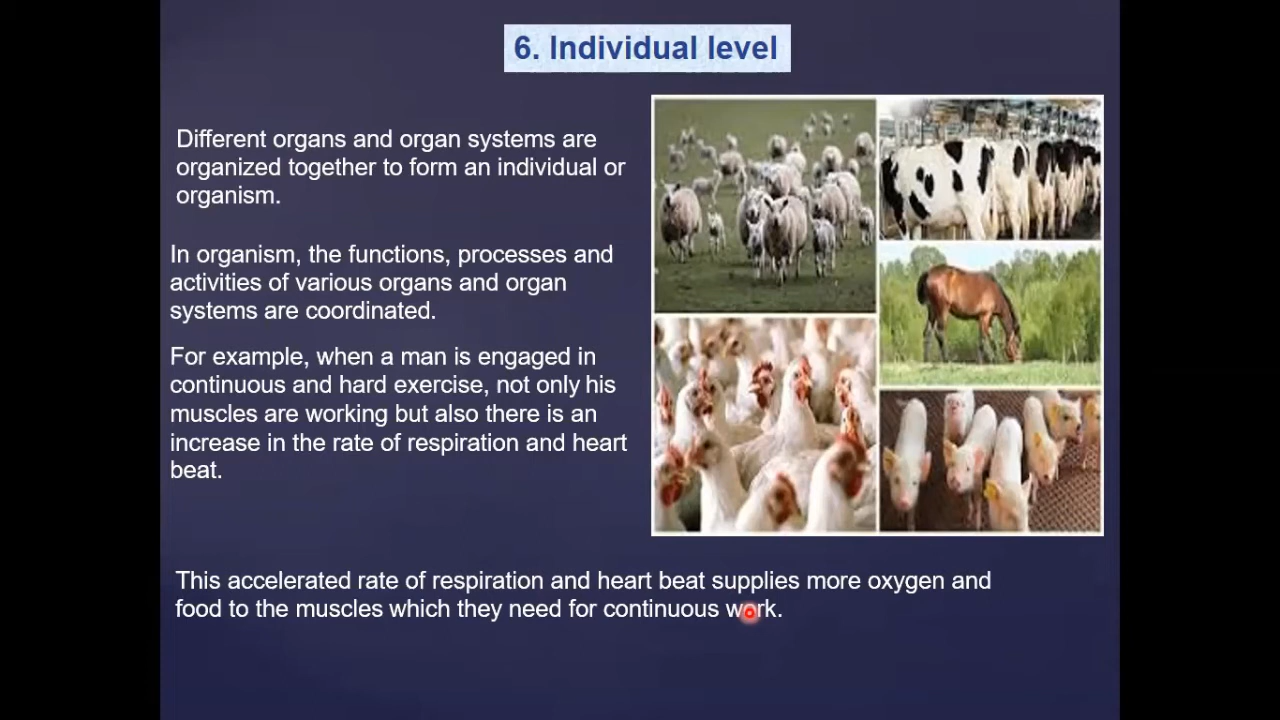 6. Individual level
Different organs and organ systems are
organized together to form an individual or
organism.
In organism, the functions, processes and
activities of various organs and organ
systems are coordinated.
For example, when a man is engaged in
continuous and hard exercise, not only his
muscles are working but also there is an
increase in the rate of respiration and heart
beat.
This accelerated rate of respiration and heart beat supplies more oxygen and
food to the muscles which they need for continuous work.